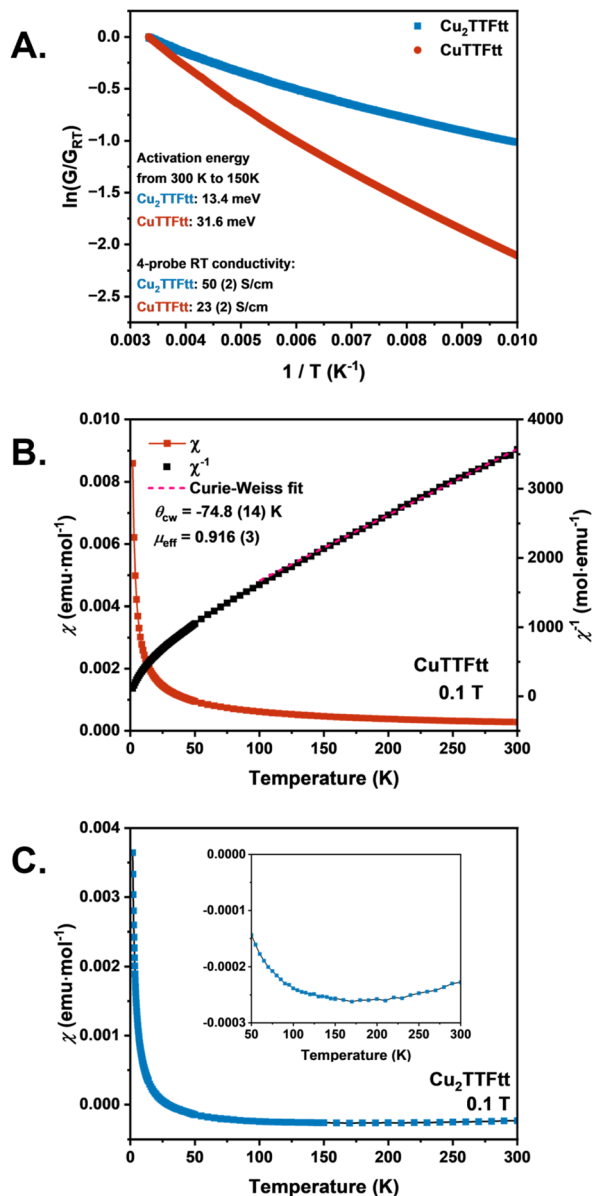 A.
0.0
−0.5
−1.0
−1.5
−2.0
−2.5
ln(G/G_RT)
Cu₂TTFtt
CuTTFtt
Activation energy
from 300 K to 150K
Cu₂TTFtt: 13.4 meV
CuTTFtt: 31.6 meV
4-probe RT conductivity:
Cu₂TTFtt: 50 (2) S/cm
CuTTFtt: 23 (2) S/cm
0.003 0.004 0.005 0.006 0.007 0.008 0.009 0.010
1 / T (K⁻¹)
B.
0.010
0.008
0.006
0.004
0.002
0.000
χ (emu·mol⁻¹)
χ
χ⁻¹
Curie-Weiss fit
θcw = -74.8 (14) K
μeff = 0.916 (3)
CuTTFtt
0.1 T
4000
3000
2000
1000
0
χ⁻¹ (mol·emu⁻¹)
0 50 100 150 200 250 300
Temperature (K)
C.
0.004
0.003
0.002
0.001
0.000
χ (emu·mol⁻¹)
0.0000
-0.0001
-0.0002
-0.0003
50 100 150 200 250 300
Temperature (K)
Cu₂TTFtt
0.1 T
0 50 100 150 200 250 300
Temperature (K)